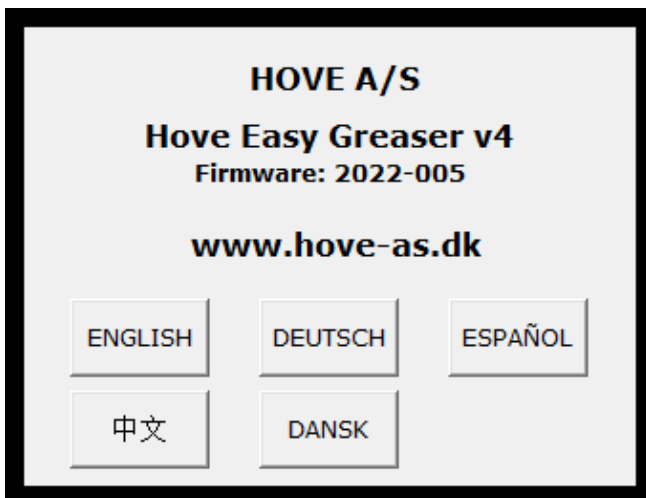 HOVE A/S
Hove Easy Greaser v4
Firmware: 2022-005
www.hove-as.dk
ENGLISH DEUTSCH ESPAÑOL
中文 DANSK